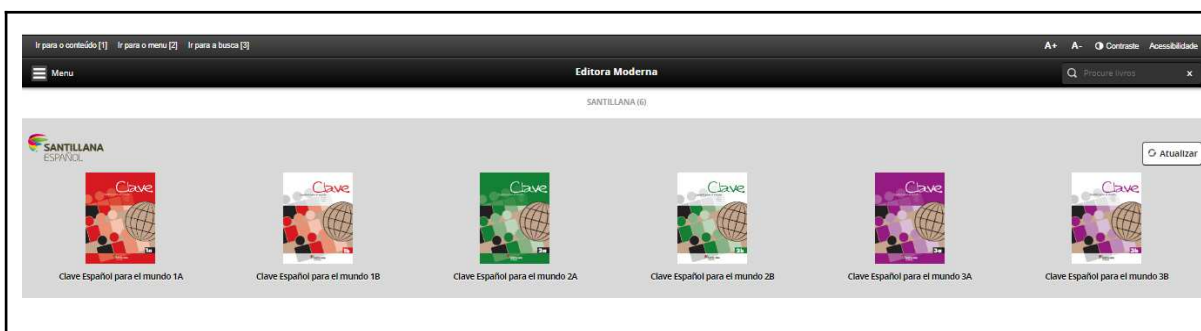 Ir para o conteúdo [1] Ir para o menu [2] Ir para a busca [3] A+ A- Contraste Acessibilidade
Menu Editora Moderna Procure livros x
SANTILLANA (6)
SANTILLANA
ESPAÑOL
Atualizar
Clave Clave Clave Clave Clave Clave
Clave Español para el mundo 1A Clave Español para el mundo 1B Clave Español para el mundo 2A Clave Español para el mundo 2B Clave Español para el mundo 3A Clave Español para el mundo 3B